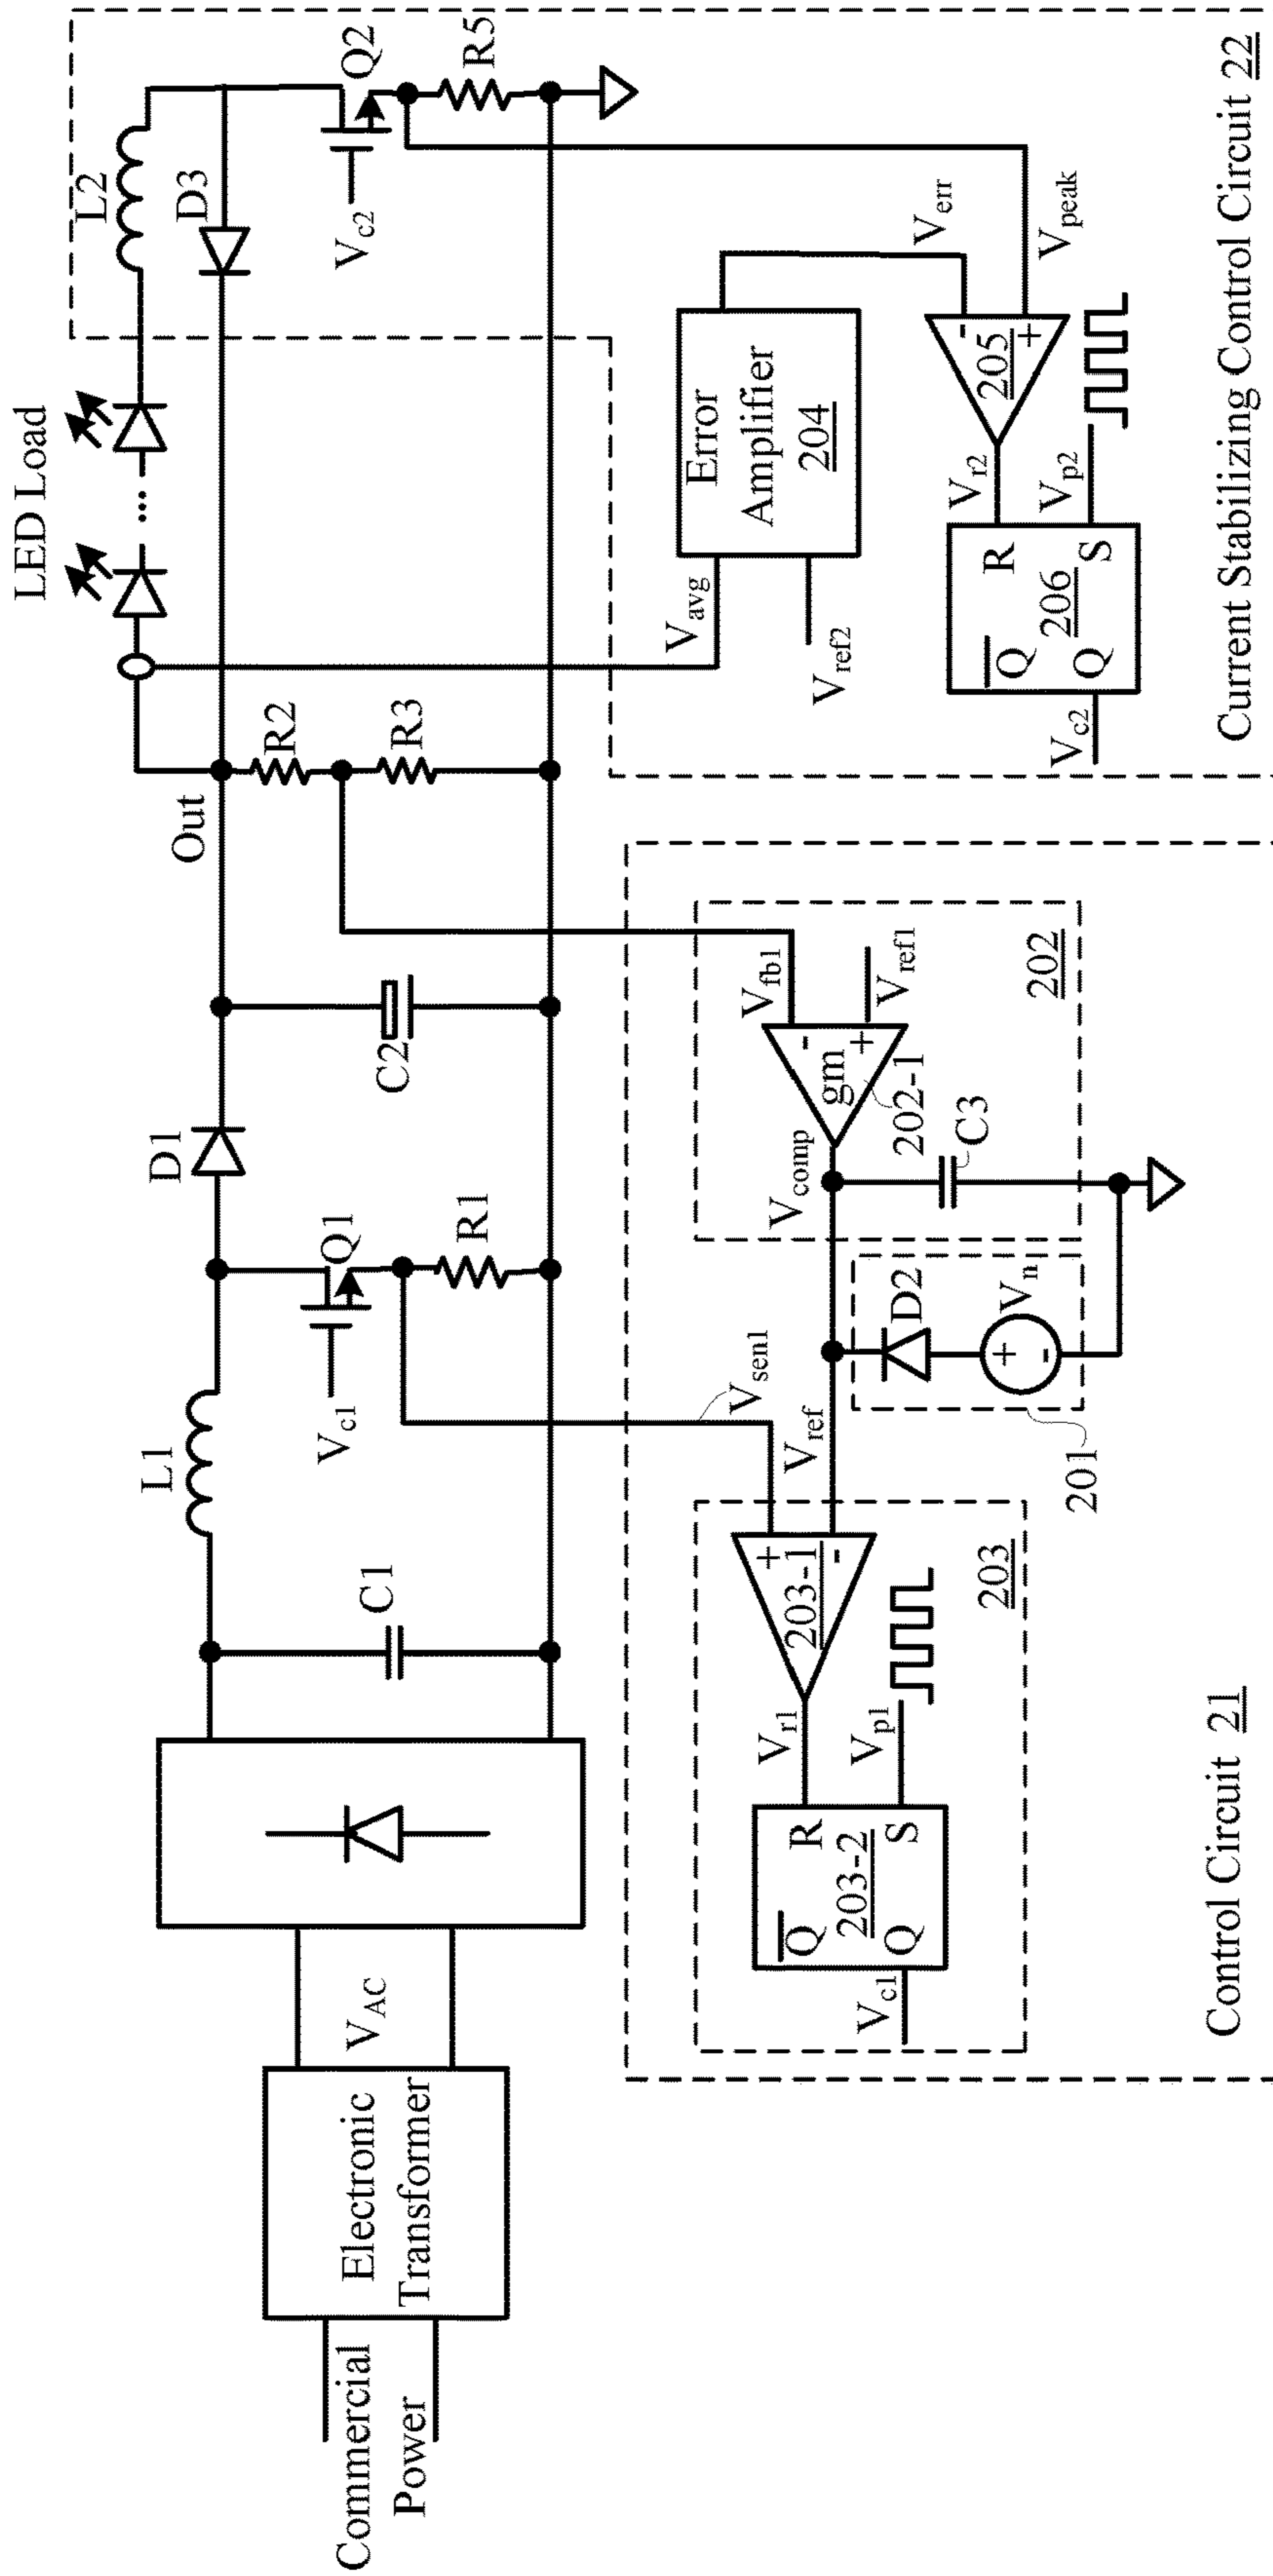 Commercial
Power
Electronic
Transformer
V_AC
C1
L1
V_c1
Q1
R1
D1
C2
Out
R2
R3
LED Load
...
L2
D3
V_c2
Q2
R5
V_sen1
V_ref
V_comp
V_fb1
V_ref1
-
+
gm
202-1
C3
202
D2
V_n
+
-
201
+
-
203-1
V_r1
V_p1
R
S
Q
Q
203-2
V_c1
203
Control Circuit 21
V_avg
V_ref2
Error
Amplifier
204
V_err
V_peak
-
+
205
V_r2
V_p2
R
S
Q
Q
206
V_c2
Current Stabilizing Control Circuit 22